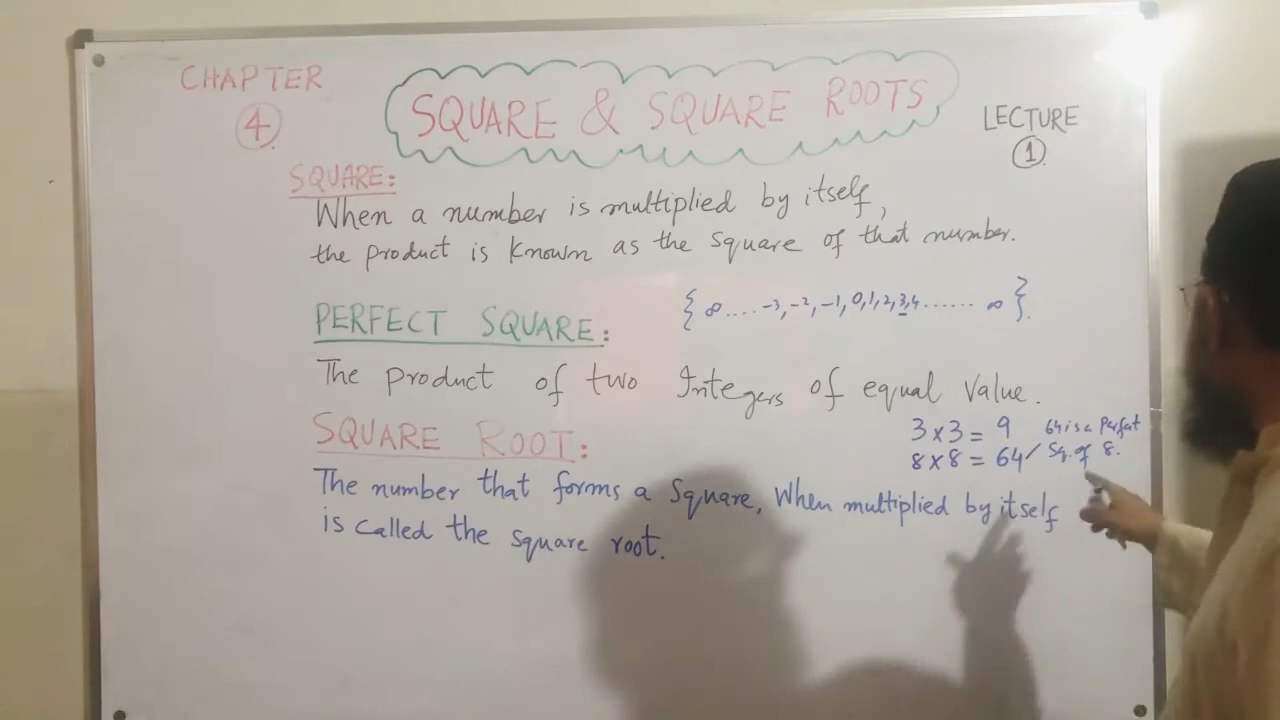 CHAPTER
4
SQUARE & SQUARE ROOTS
LECTURE
1
SQUARE:
When a number is multiplied by itself,
the product is known as the square of that number.
PERFECT SQUARE:
{ ∞....-3,-2,-1,0,1,2,3,4...... ∞ }.
The product of two Integers of equal Value.
3×3= 9
8×8= 64
64 is a Perfect
Sq. of 8.
SQUARE ROOT:
The number that forms a Square, When multiplied by itself
is called the square root.